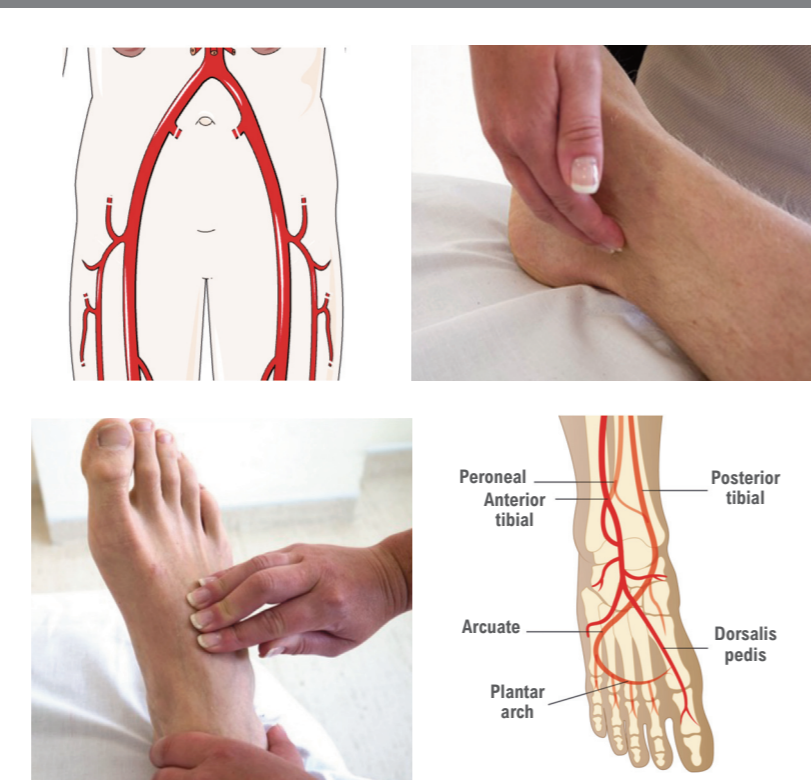 Peroneal
Anterior
tibial
Posterior
tibial
Arcuate
Dorsalis
pedis
Plantar
arch